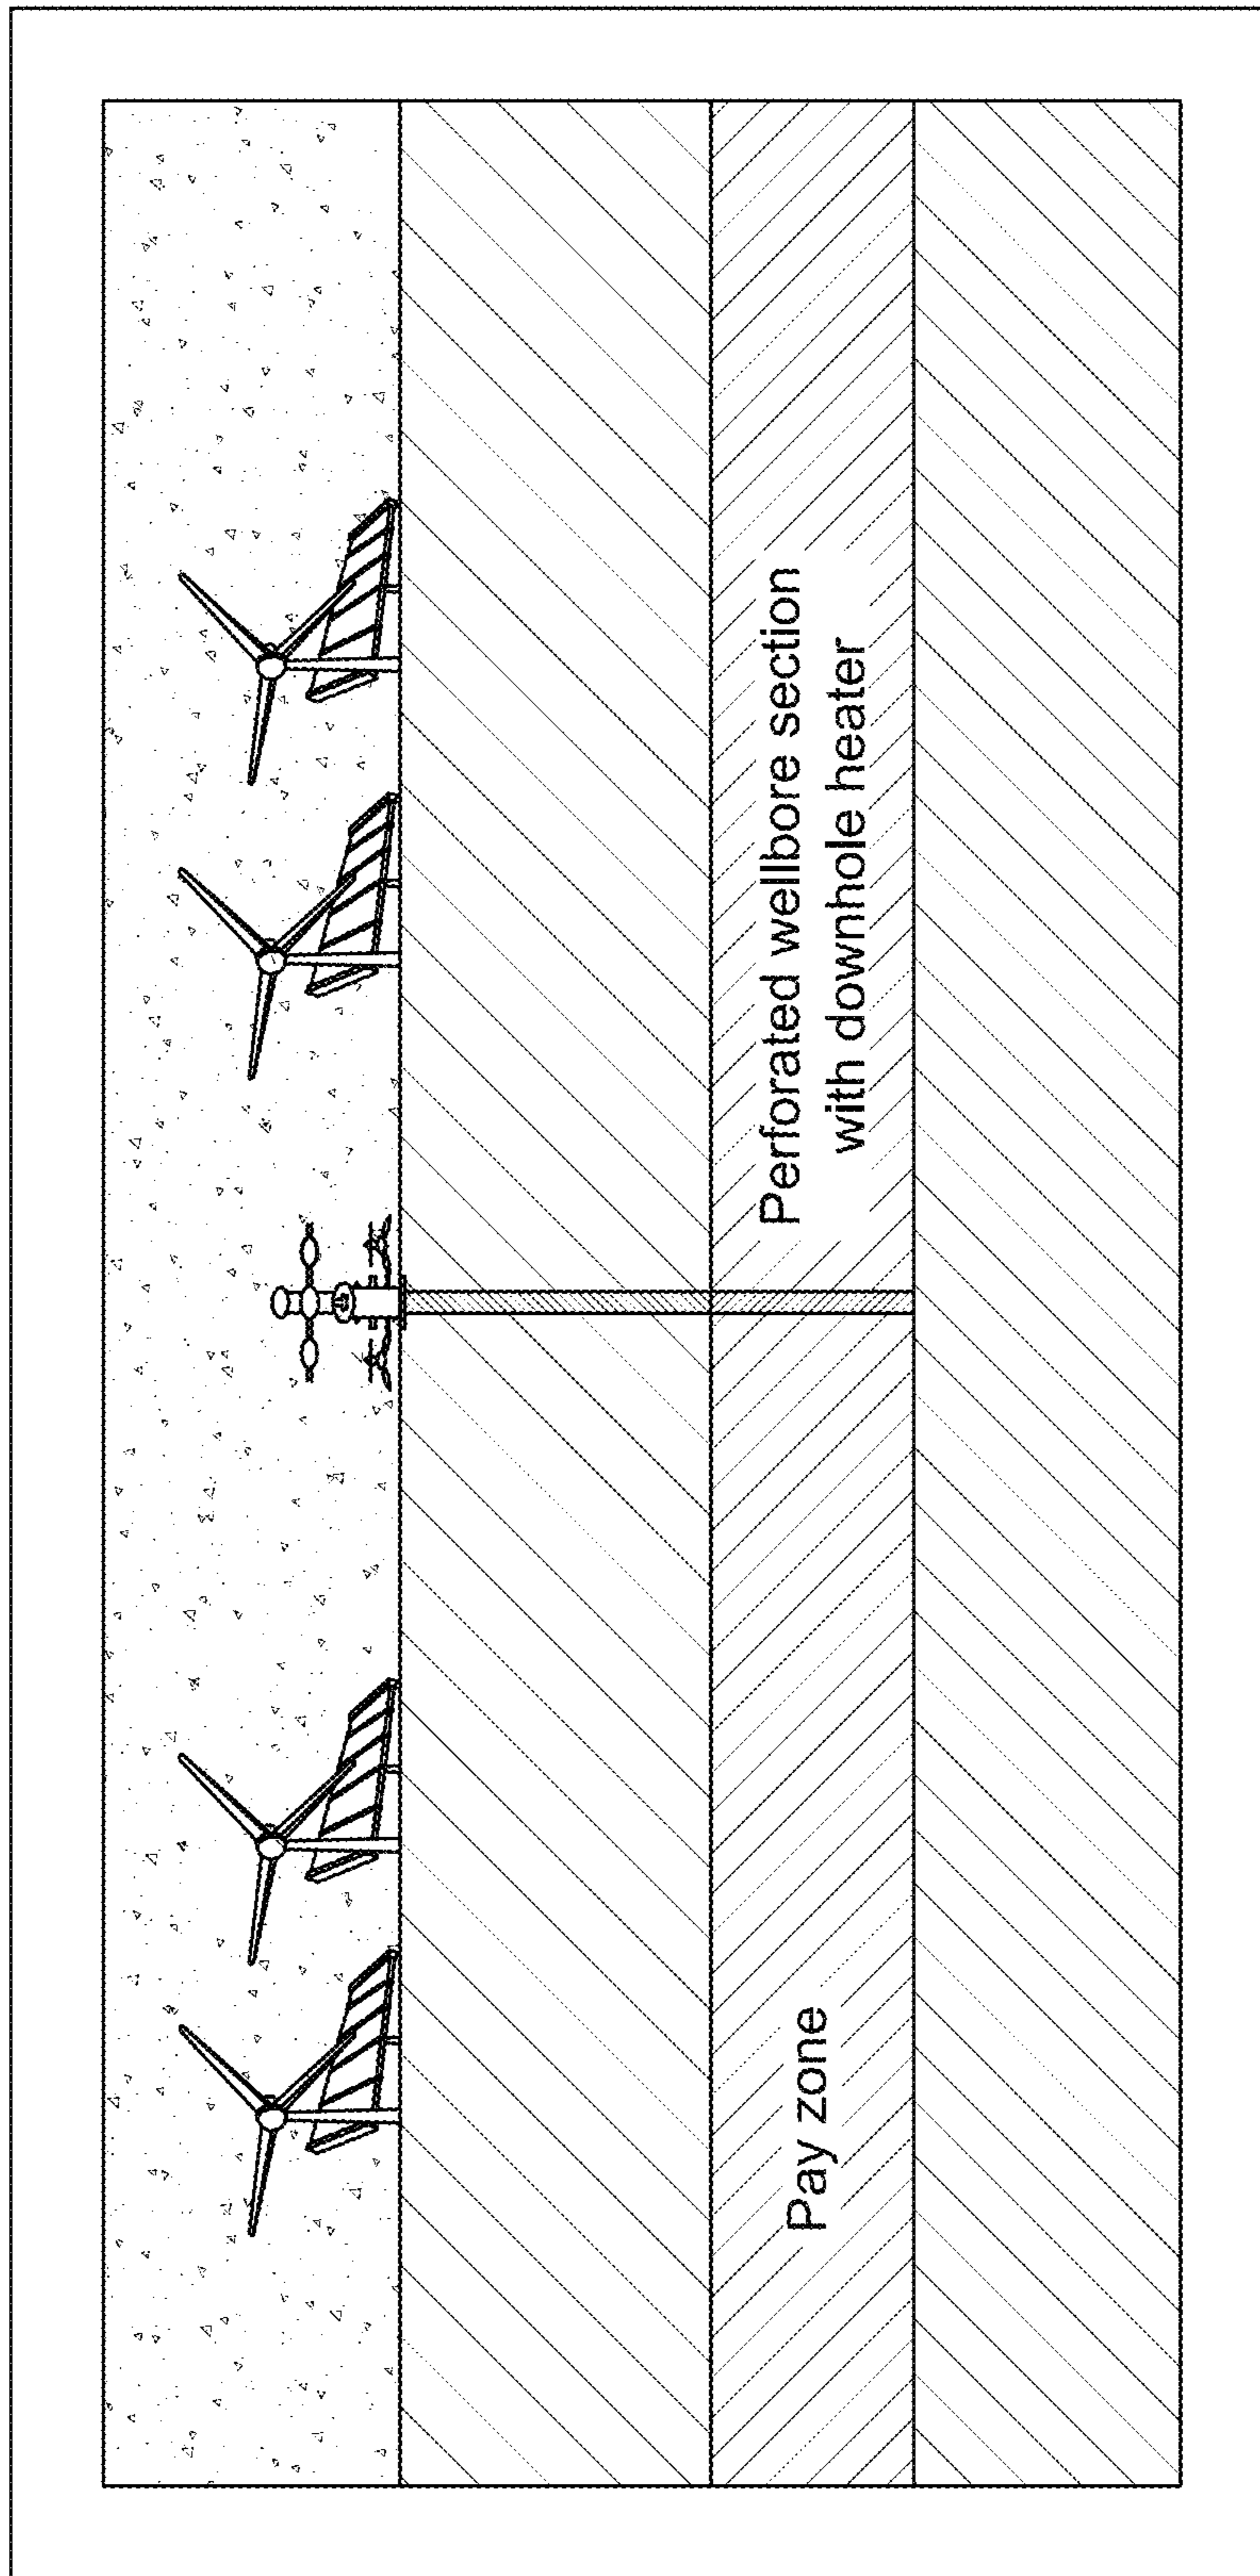 Pay zone
Perforated wellbore section
with downhole heater